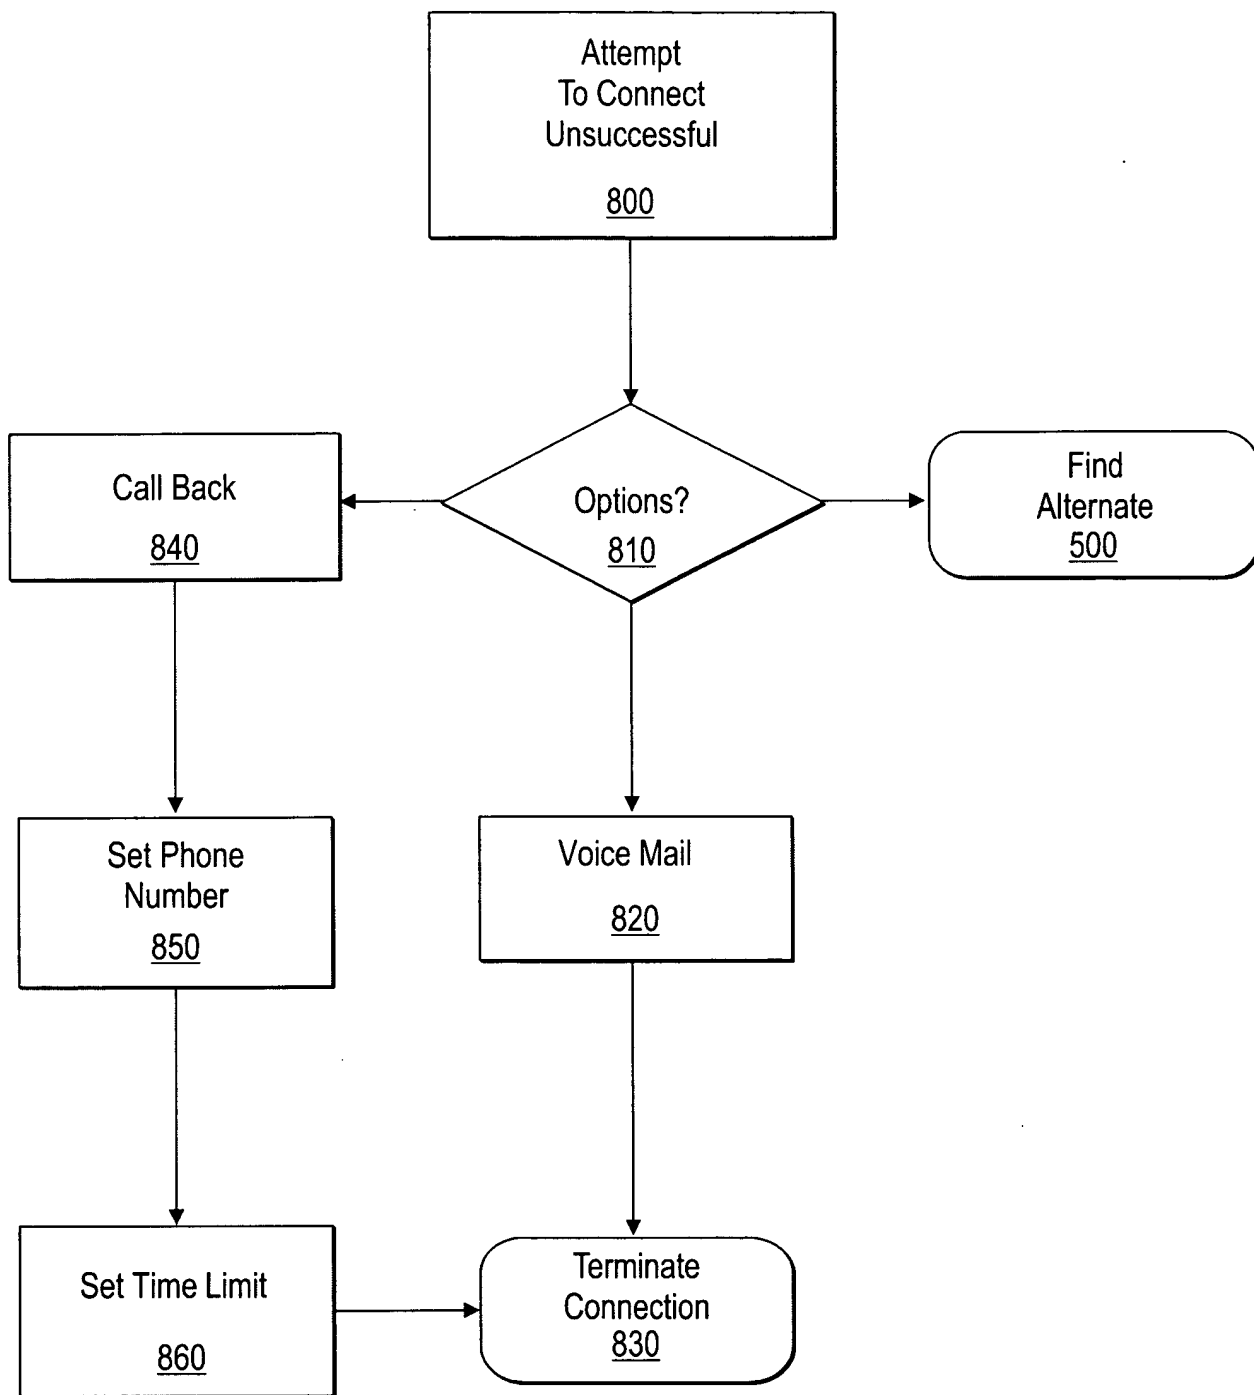 Attempt
To Connect
Unsuccessful
800
Call Back
840
Options?
810
Find
Alternate
500
Set Phone
Number
850
Voice Mail
820
Set Time Limit
860
Terminate
Connection
830